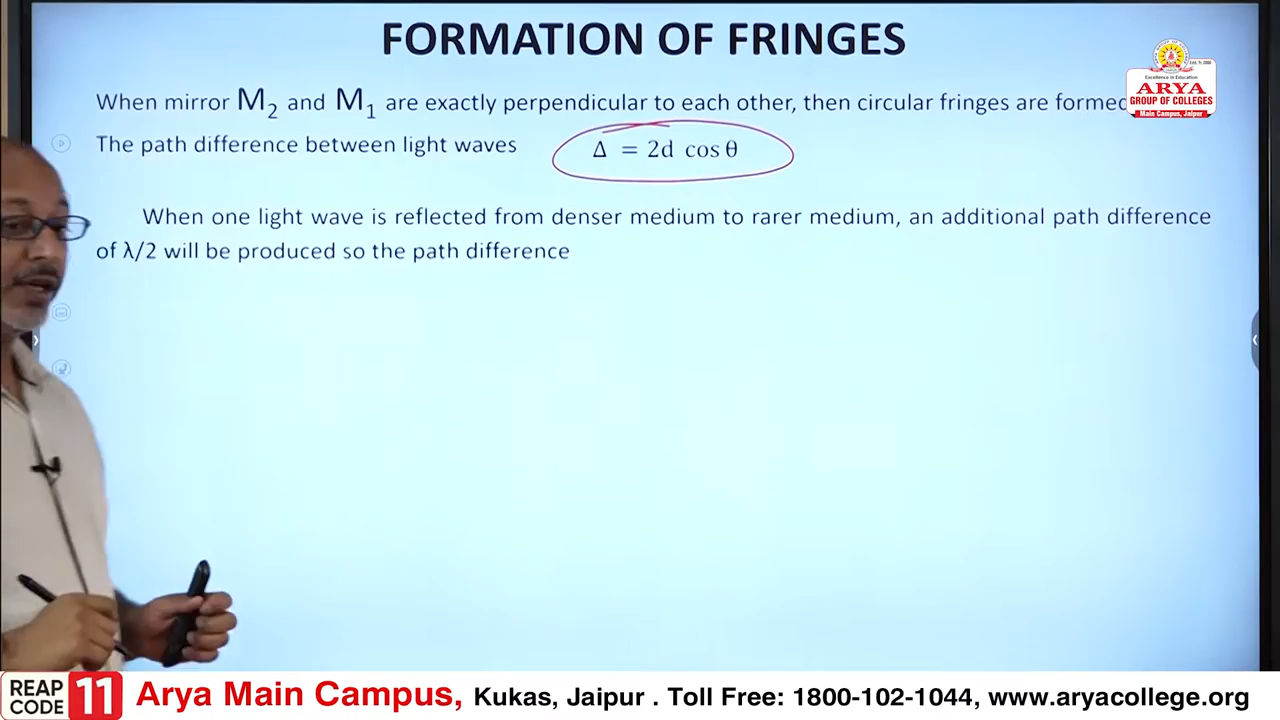 FORMATION OF FRINGES
When mirror M₂ and M₁ are exactly perpendicular to each other, then circular fringes are formed
The path difference between light waves Δ = 2d cos θ
When one light wave is reflected from denser medium to rarer medium, an additional path difference
of λ/2 will be produced so the path difference
Excellence in Education
ARYA
GROUP OF COLLEGES
Main Campus, Jaipur
REAP CODE 11 Arya Main Campus, Kukas, Jaipur . Toll Free: 1800-102-1044, www.aryacollege.org